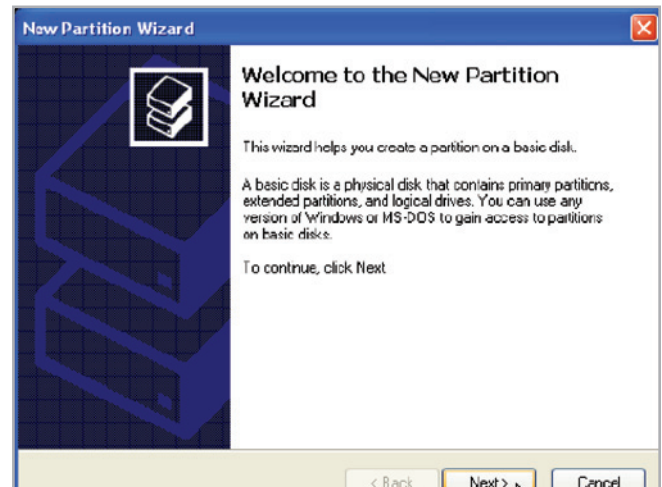 New Partition Wizard
Welcome to the New Partition
Wizard
This wizard helps you create a partition on a basic disk.
A basic disk is a physical disk that contains primary partitions,
extended partitions, and logical drives. You can use any
version of Windows or MS-DOS to gain access to partitions
on basic disks.
To continue, click Next
< Back Next > Cancel